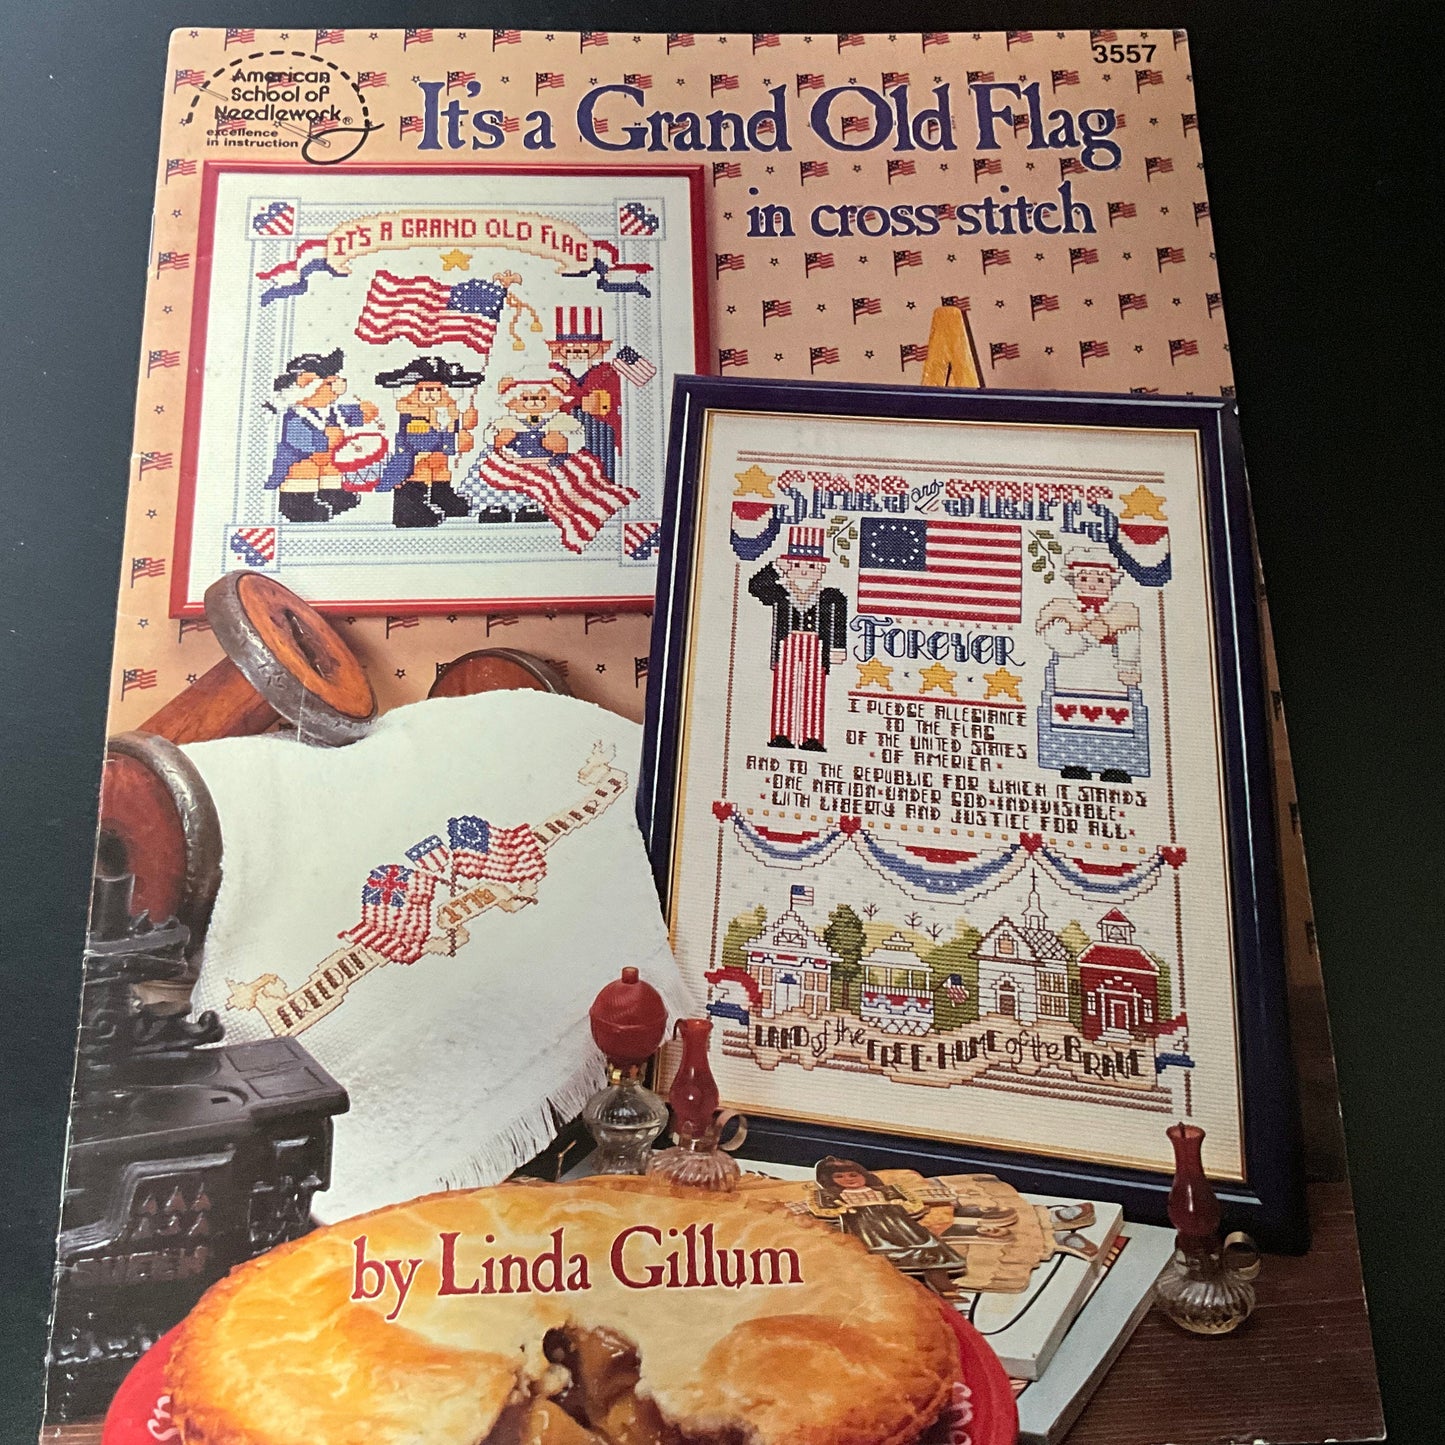 3557
American
School of
Needlework®
excellence
in instruction
It's a Grand Old Flag
in cross stitch
IT'S A GRAND OLD FLAG
STARS and STRIPES
FOREVER
I PLEDGE ALLEGIANCE
TO THE FLAG
OF THE UNITED STATES
OF AMERICA
AND TO THE REPUBLIC FOR WHICH IT STANDS
ONE NATION UNDER GOD INDIVISIBLE
WITH LIBERTY AND JUSTICE FOR ALL
LAND of the FREE HOME of the BRAVE
FREEDOM
LIBERTY
by Linda Gillum